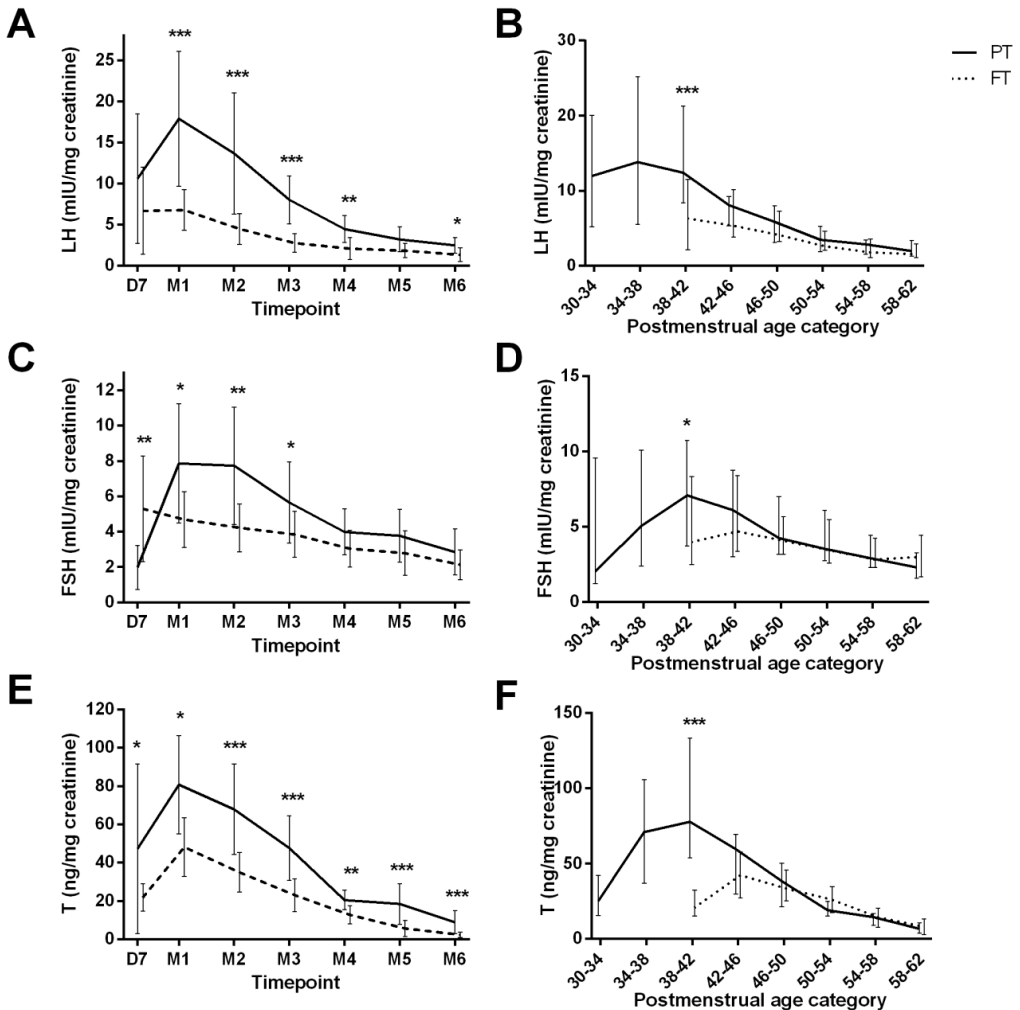 A
LH (mIU/mg creatinine)
25
20
15
10
5
0
***
***
***
**
*
D7 M1 M2 M3 M4 M5 M6
Timepoint
B
LH (mIU/mg creatinine)
30
20
10
0
***
30-34 34-38 38-42 42-46 46-50 50-54 54-58 58-62
Postmenstrual age category
PT
FT
C
FSH (mIU/mg creatinine)
12
10
8
6
4
2
0
**
*
**
*
D7 M1 M2 M3 M4 M5 M6
Timepoint
D
FSH (mIU/mg creatinine)
15
10
5
0
*
30-34 34-38 38-42 42-46 46-50 50-54 54-58 58-62
Postmenstrual age category
E
T (ng/mg creatinine)
120
100
80
60
40
20
0
*
*
***
***
**
***
***
D7 M1 M2 M3 M4 M5 M6
Timepoint
F
T (ng/mg creatinine)
150
100
50
0
***
30-34 34-38 38-42 42-46 46-50 50-54 54-58 58-62
Postmenstrual age category